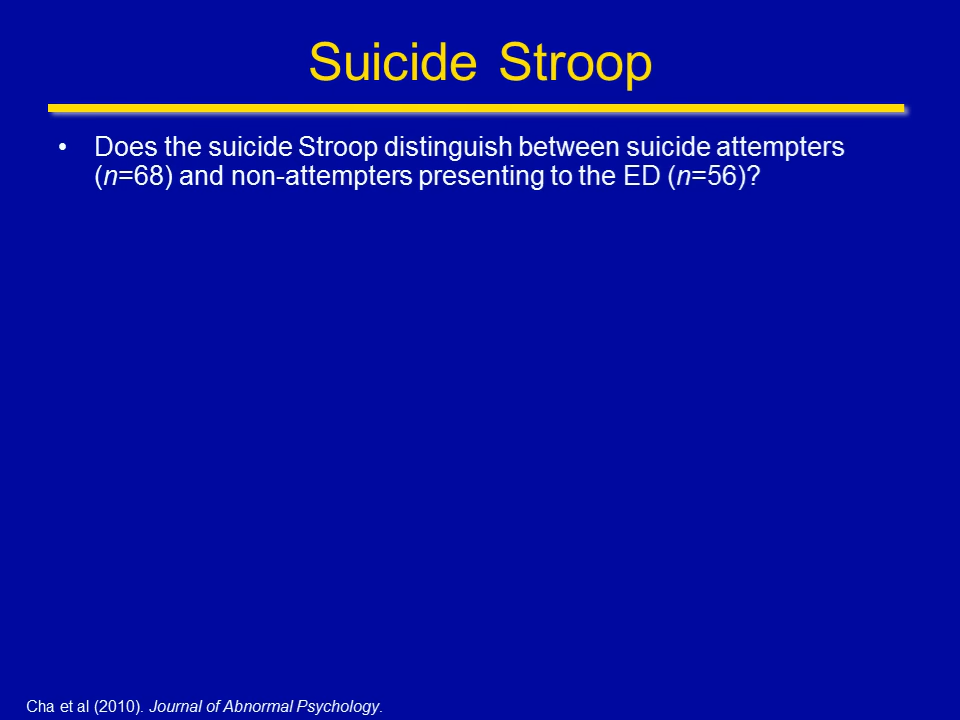 Suicide Stroop
• Does the suicide Stroop distinguish between suicide attempters
(n=68) and non-attempters presenting to the ED (n=56)?
Cha et al (2010). Journal of Abnormal Psychology.